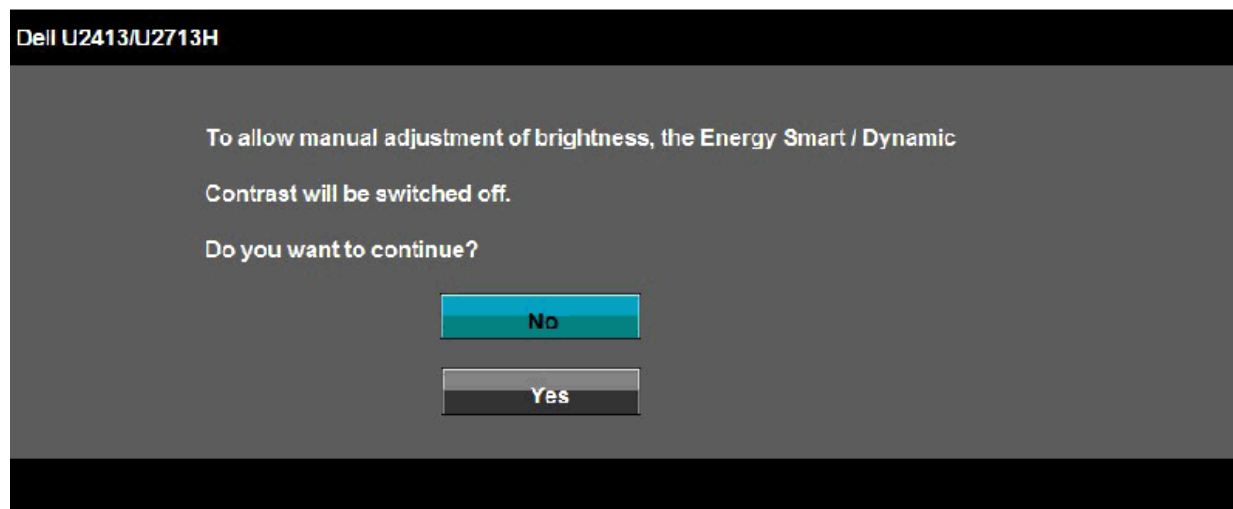 Dell U2413/U2713H
To allow manual adjustment of brightness, the Energy Smart / Dynamic
Contrast will be switched off.
Do you want to continue?
No
Yes